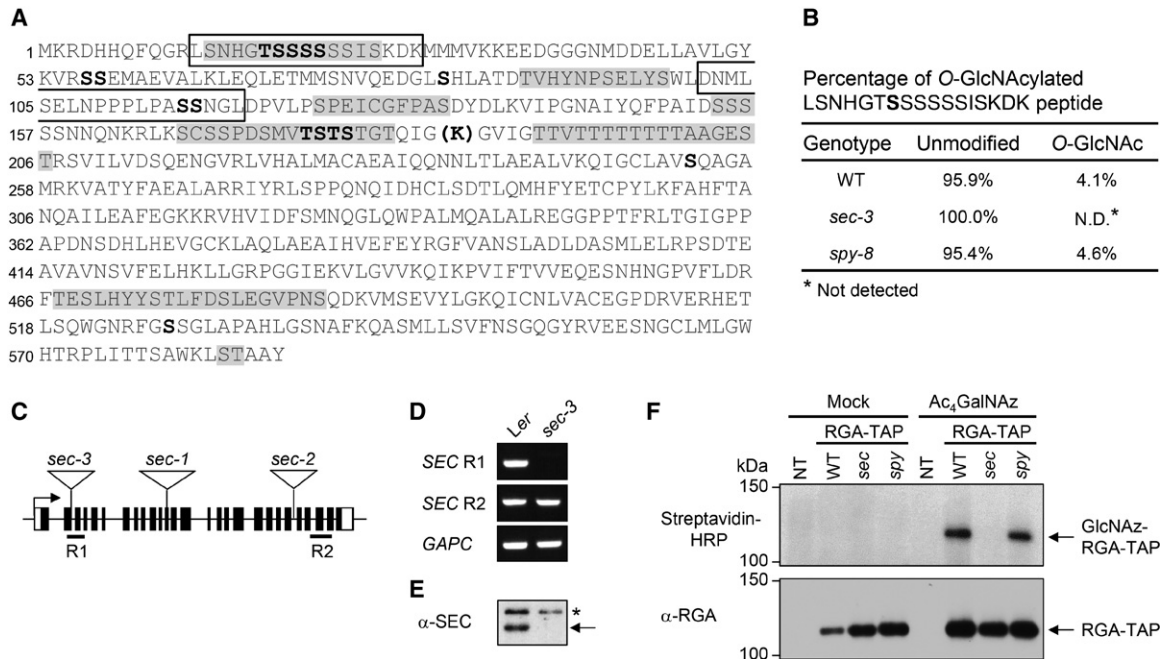 A
1 MKRDHHQFQGRLSNHGTSSSSSSISKDKMMMVKKEEDGGGNMDDELLAVLGY
53 KVRSSEMAEVALKLEQLETMMSNVQEDGLSHLATDTVHYNPSELYSWLDNML
105 SELNPPPLPASSNGLDPVLPSPEICGFPASDYDLKVIPGNAIYQFPAIDSSS
157 SSNNQNKRLKSCSSPDSMVTSTSTGTQIG(K)GVIGTTVTTTTTTTTAAGES
206 TRSVILVDSQENGVRLVHALMACAEAIQQNNLTLAEALVKQIGCLAVSQAGA
258 MRKVATYFAEALARRIYRLSPPQNQIDHCLSDTLQMHFYETCPYLKFAHFTA
306 NQAILEAFEGKKRVHVIDFSMNQGLQWPALMQALALREGGPPTFRLTGIGPP
362 APDNSDHLHEVGCKLAQLAEAIHVEFEYRGFVANSLADLDASMLELRPSDTE
414 AVAVNSVFELHKLLGRPGGIEKVLGVVKQIKPVIFTVVEQESNHNGPVFLDR
466 FTESLHYYSTLFDSLEGVPNSQDKVMSEVYLGKQICNLVACEGPDRVERHET
518 LSQWGNRFGSSGLAPAHLGSNAFKQASMLLSVFNSGQGYRVEESNGCLMLGW
570 HTRPLITTSAWKLSTAAY
B
Percentage of O-GlcNAcylated
LSNHGTSSSSSSISKDK peptide
Genotype Unmodified O-GlcNAc
WT 95.9% 4.1%
sec-3 100.0% N.D.*
spy-8 95.4% 4.6%
* Not detected
C
sec-3 sec-1 sec-2
R1 R2
D
Ler sec-3
SEC R1
SEC R2
GAPC
E
α-SEC *
F
Mock Ac4GalNAz
RGA-TAP RGA-TAP
kDa NT WT sec spy NT WT sec spy
150
Streptavidin-
HRP
100
GlcNAz-
RGA-TAP
150
α-RGA
100
RGA-TAP